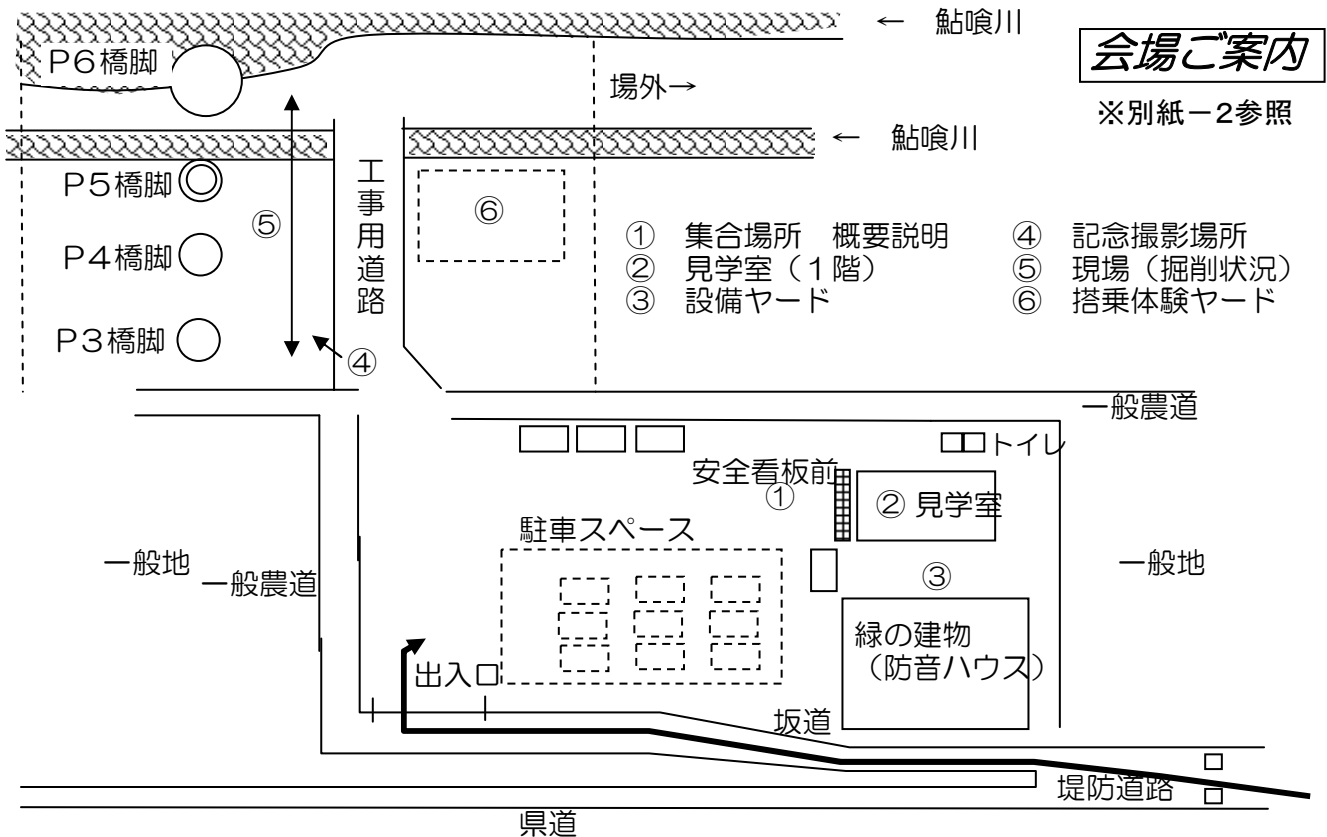 ← 鮎喰川
会場ご案内
P6橋脚
場外→
※別紙－2参照
← 鮎喰川
工事用道路
P5橋脚
⑥
⑤
① 集合場所 概要説明
④ 記念撮影場所
P4橋脚
② 見学室（1階）
⑤ 現場（掘削状況）
③ 設備ヤード
⑥ 搭乗体験ヤード
P3橋脚
④
一般農道
トイレ
安全看板前
①
② 見学室
駐車スペース
一般地
一般農道
一般地
③
緑の建物
（防音ハウス）
出入口
坂道
堤防道路
県道